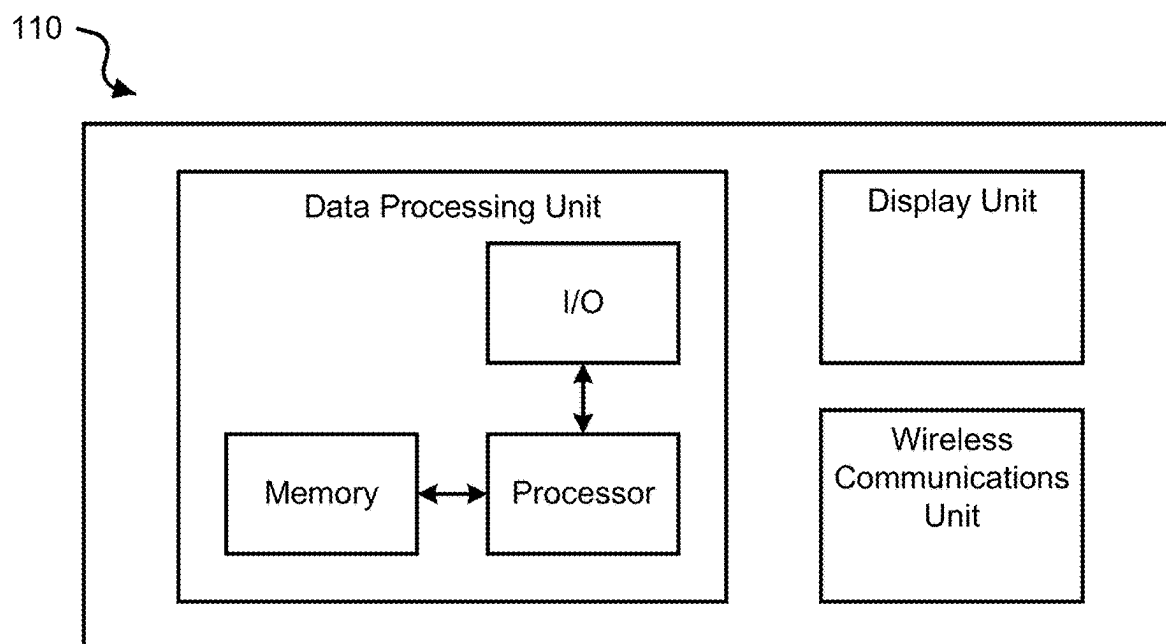 110
Data Processing Unit
Display Unit
I/O
Memory
Processor
Wireless
Communications
Unit